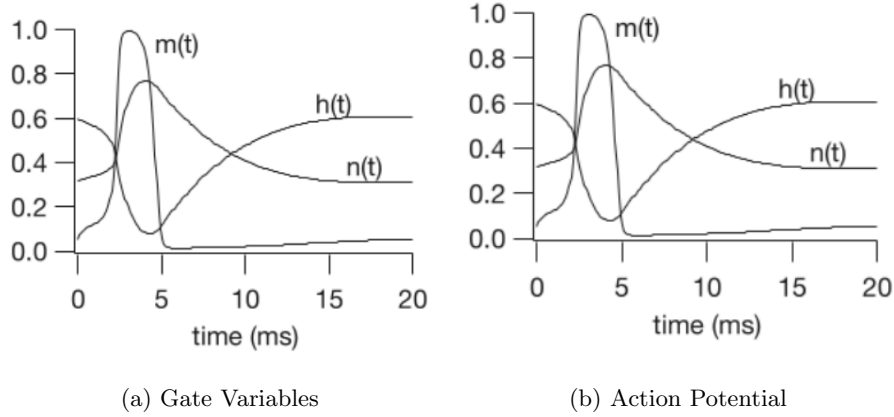 1.0
0.8
0.6
0.4
0.2
0.0
m(t)
h(t)
n(t)
0 5 10 15 20
time (ms)
(a) Gate Variables
1.0
0.8
0.6
0.4
0.2
0.0
m(t)
h(t)
n(t)
0 5 10 15 20
time (ms)
(b) Action Potential